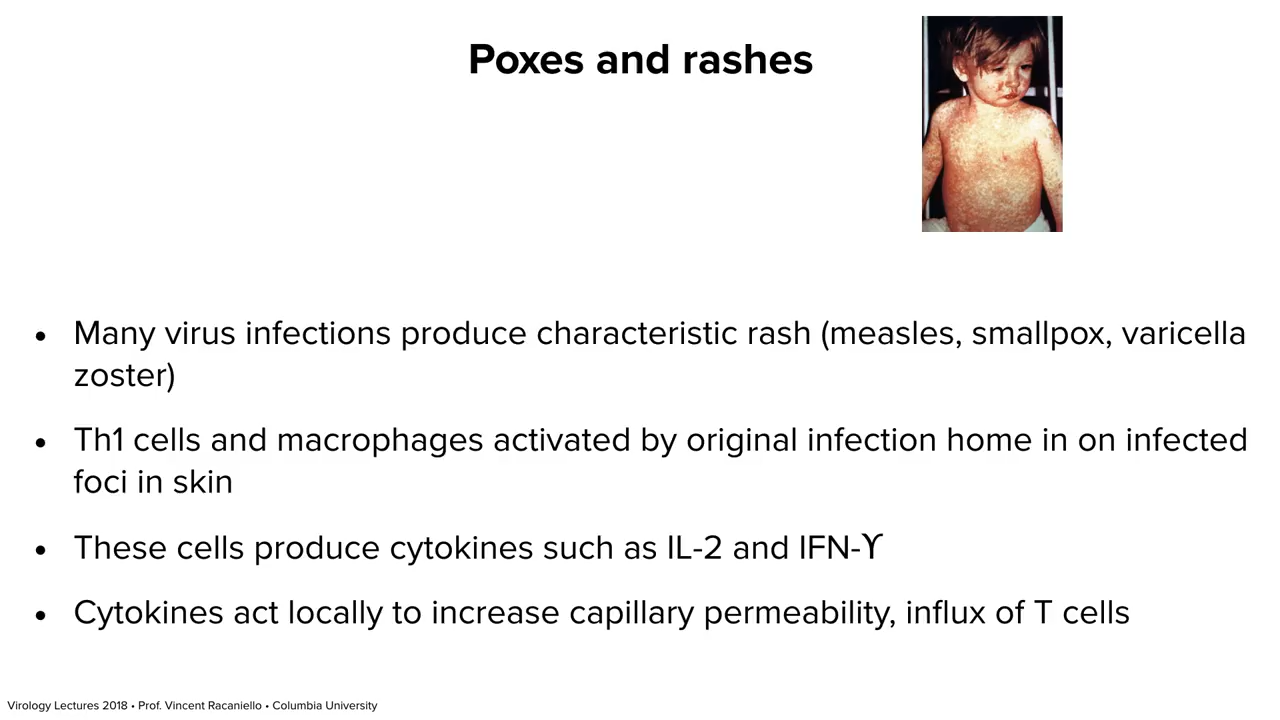 Poxes and rashes
• Many virus infections produce characteristic rash (measles, smallpox, varicella
zoster)
• Th1 cells and macrophages activated by original infection home in on infected
foci in skin
• These cells produce cytokines such as IL-2 and IFN-ϒ
• Cytokines act locally to increase capillary permeability, influx of T cells
Virology Lectures 2018 • Prof. Vincent Racaniello • Columbia University